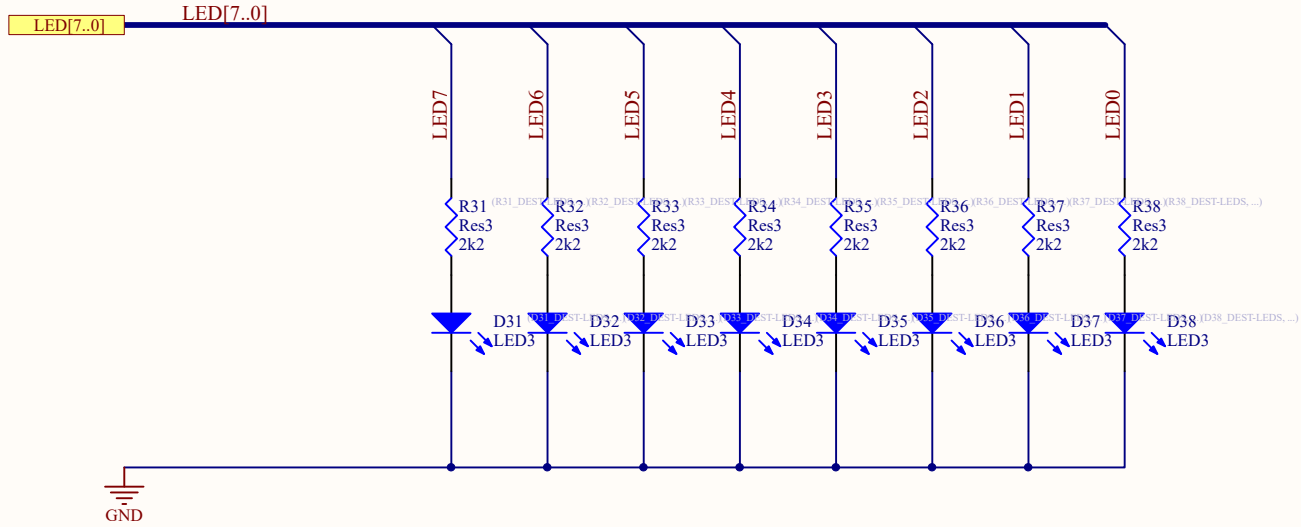 LED[7..0]
LED[7..0]
LED7
LED6
LED5
LED4
LED3
LED2
LED1
LED0
R31
Res3
2k2
R32
Res3
2k2
R33
Res3
2k2
R34
Res3
2k2
R35
Res3
2k2
R36
Res3
2k2
R37
Res3
2k2
R38
Res3
2k2
(R38_DEST-LEDS, ...)
D31
LED3
D32
LED3
D33
LED3
D34
LED3
D35
LED3
D36
LED3
D37
LED3
D38
LED3
(D38_DEST-LEDS, ...)
GND